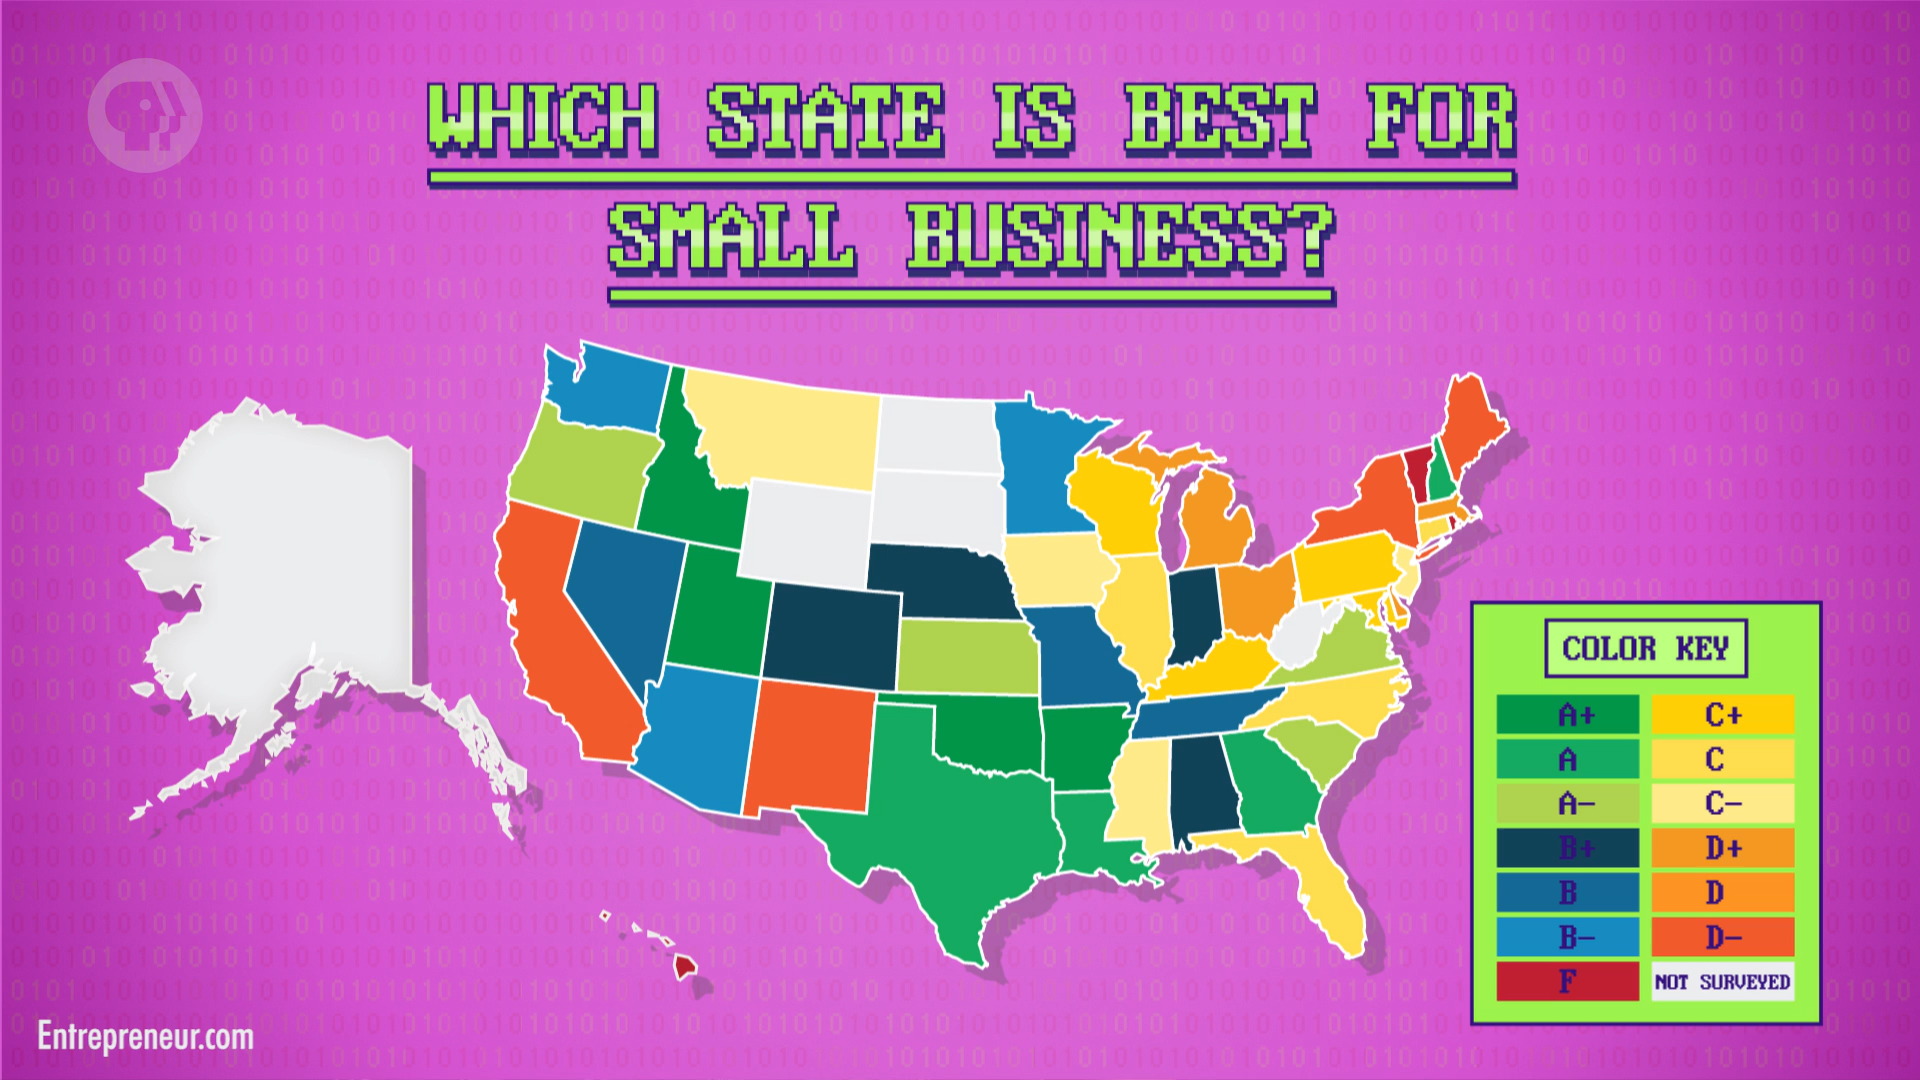 WHICH STATE IS BEST FOR
SMALL BUSINESS?
COLOR KEY
A+ C+
A C
A- C-
B+ D+
B D
B- D-
F NOT SURVEYED
Entrepreneur.com